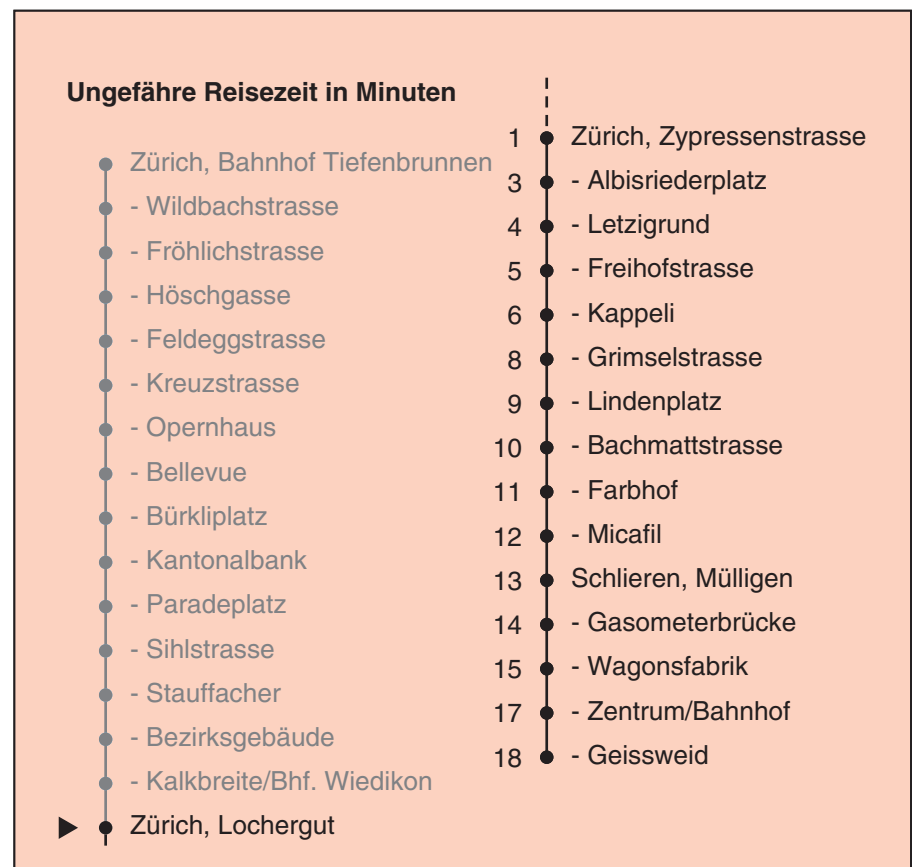 Ungefähre Reisezeit in Minuten
Zürich, Bahnhof Tiefenbrunnen
- Wildbachstrasse
- Fröhlichstrasse
- Höschgasse
- Feldeggstrasse
- Kreuzstrasse
- Opernhaus
- Bellevue
- Bürkliplatz
- Kantonalbank
- Paradeplatz
- Sihlstrasse
- Stauffacher
- Bezirksgebäude
- Kalkbreite/Bhf. Wiedikon
Zürich, Lochergut
1 Zürich, Zypressenstrasse
3 - Albisriederplatz
4 - Letzigrund
5 - Freihofstrasse
6 - Kappeli
8 - Grimselstrasse
9 - Lindenplatz
10 - Bachmattstrasse
11 - Farbhof
12 - Micafil
13 Schlieren, Mülligen
14 - Gasometerbrücke
15 - Wagonsfabrik
17 - Zentrum/Bahnhof
18 - Geissweid